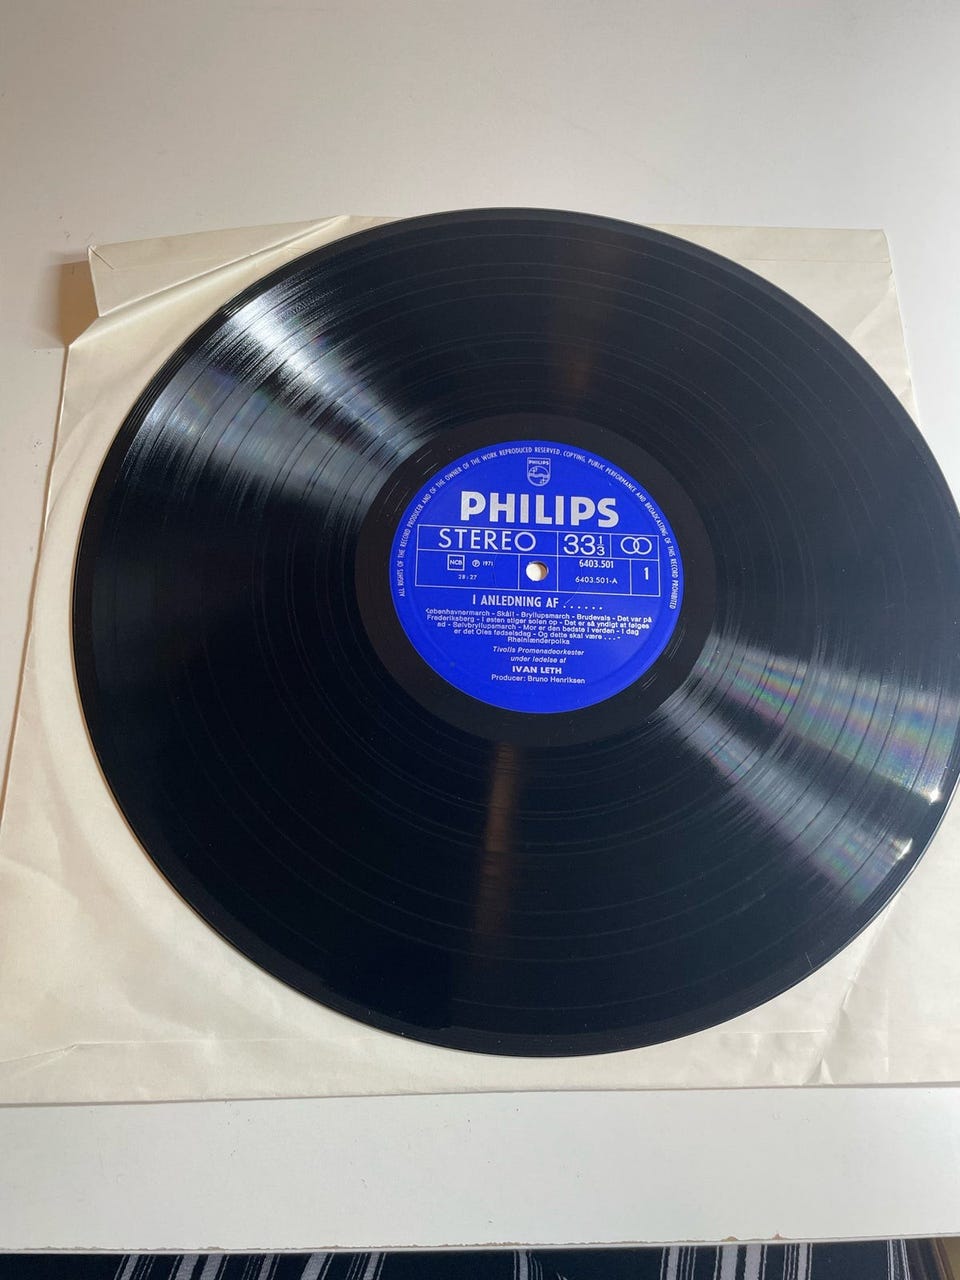 ALL RIGHTS OF THE RECORD PRODUCER AND OF THE OWNER OF THE WORK REPRODUCED RESERVED. COPYING, PUBLIC PERFORMANCE AND BROADCASTING OF THIS RECORD PROHIBITED
PHILIPS
PHILIPS
STEREO 33 1/3
NCB ℗ 1971 6403.501
28:27 6403.501-A 1
I ANLEDNING AF ......
Københavnermarch - Skål! - Bryllupsmarch - Brudevals - Det var på
Frederiksberg - I østen stiger solen op - Det er så yndigt at følges
ad - Sølvbryllupsmarch - Mor er den bedste i verden - I dag
er det Oles fødselsdag - Og dette skal være ...-
Rheinlænderpolka
Tivolis Promenadeorkester
under ledelse af
IVAN LETH
Producer: Bruno Henriksen